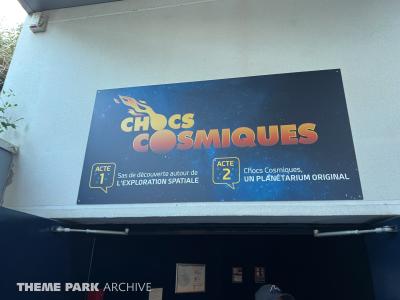 CHOCS
COSMIQUES
ACTE
1
Sas de découverte autour de
L'EXPLORATION SPATIALE
ACTE
2
Chocs Cosmiques,
UN PLANÉTARIUM ORIGINAL
THEME PARK ARCHIVE